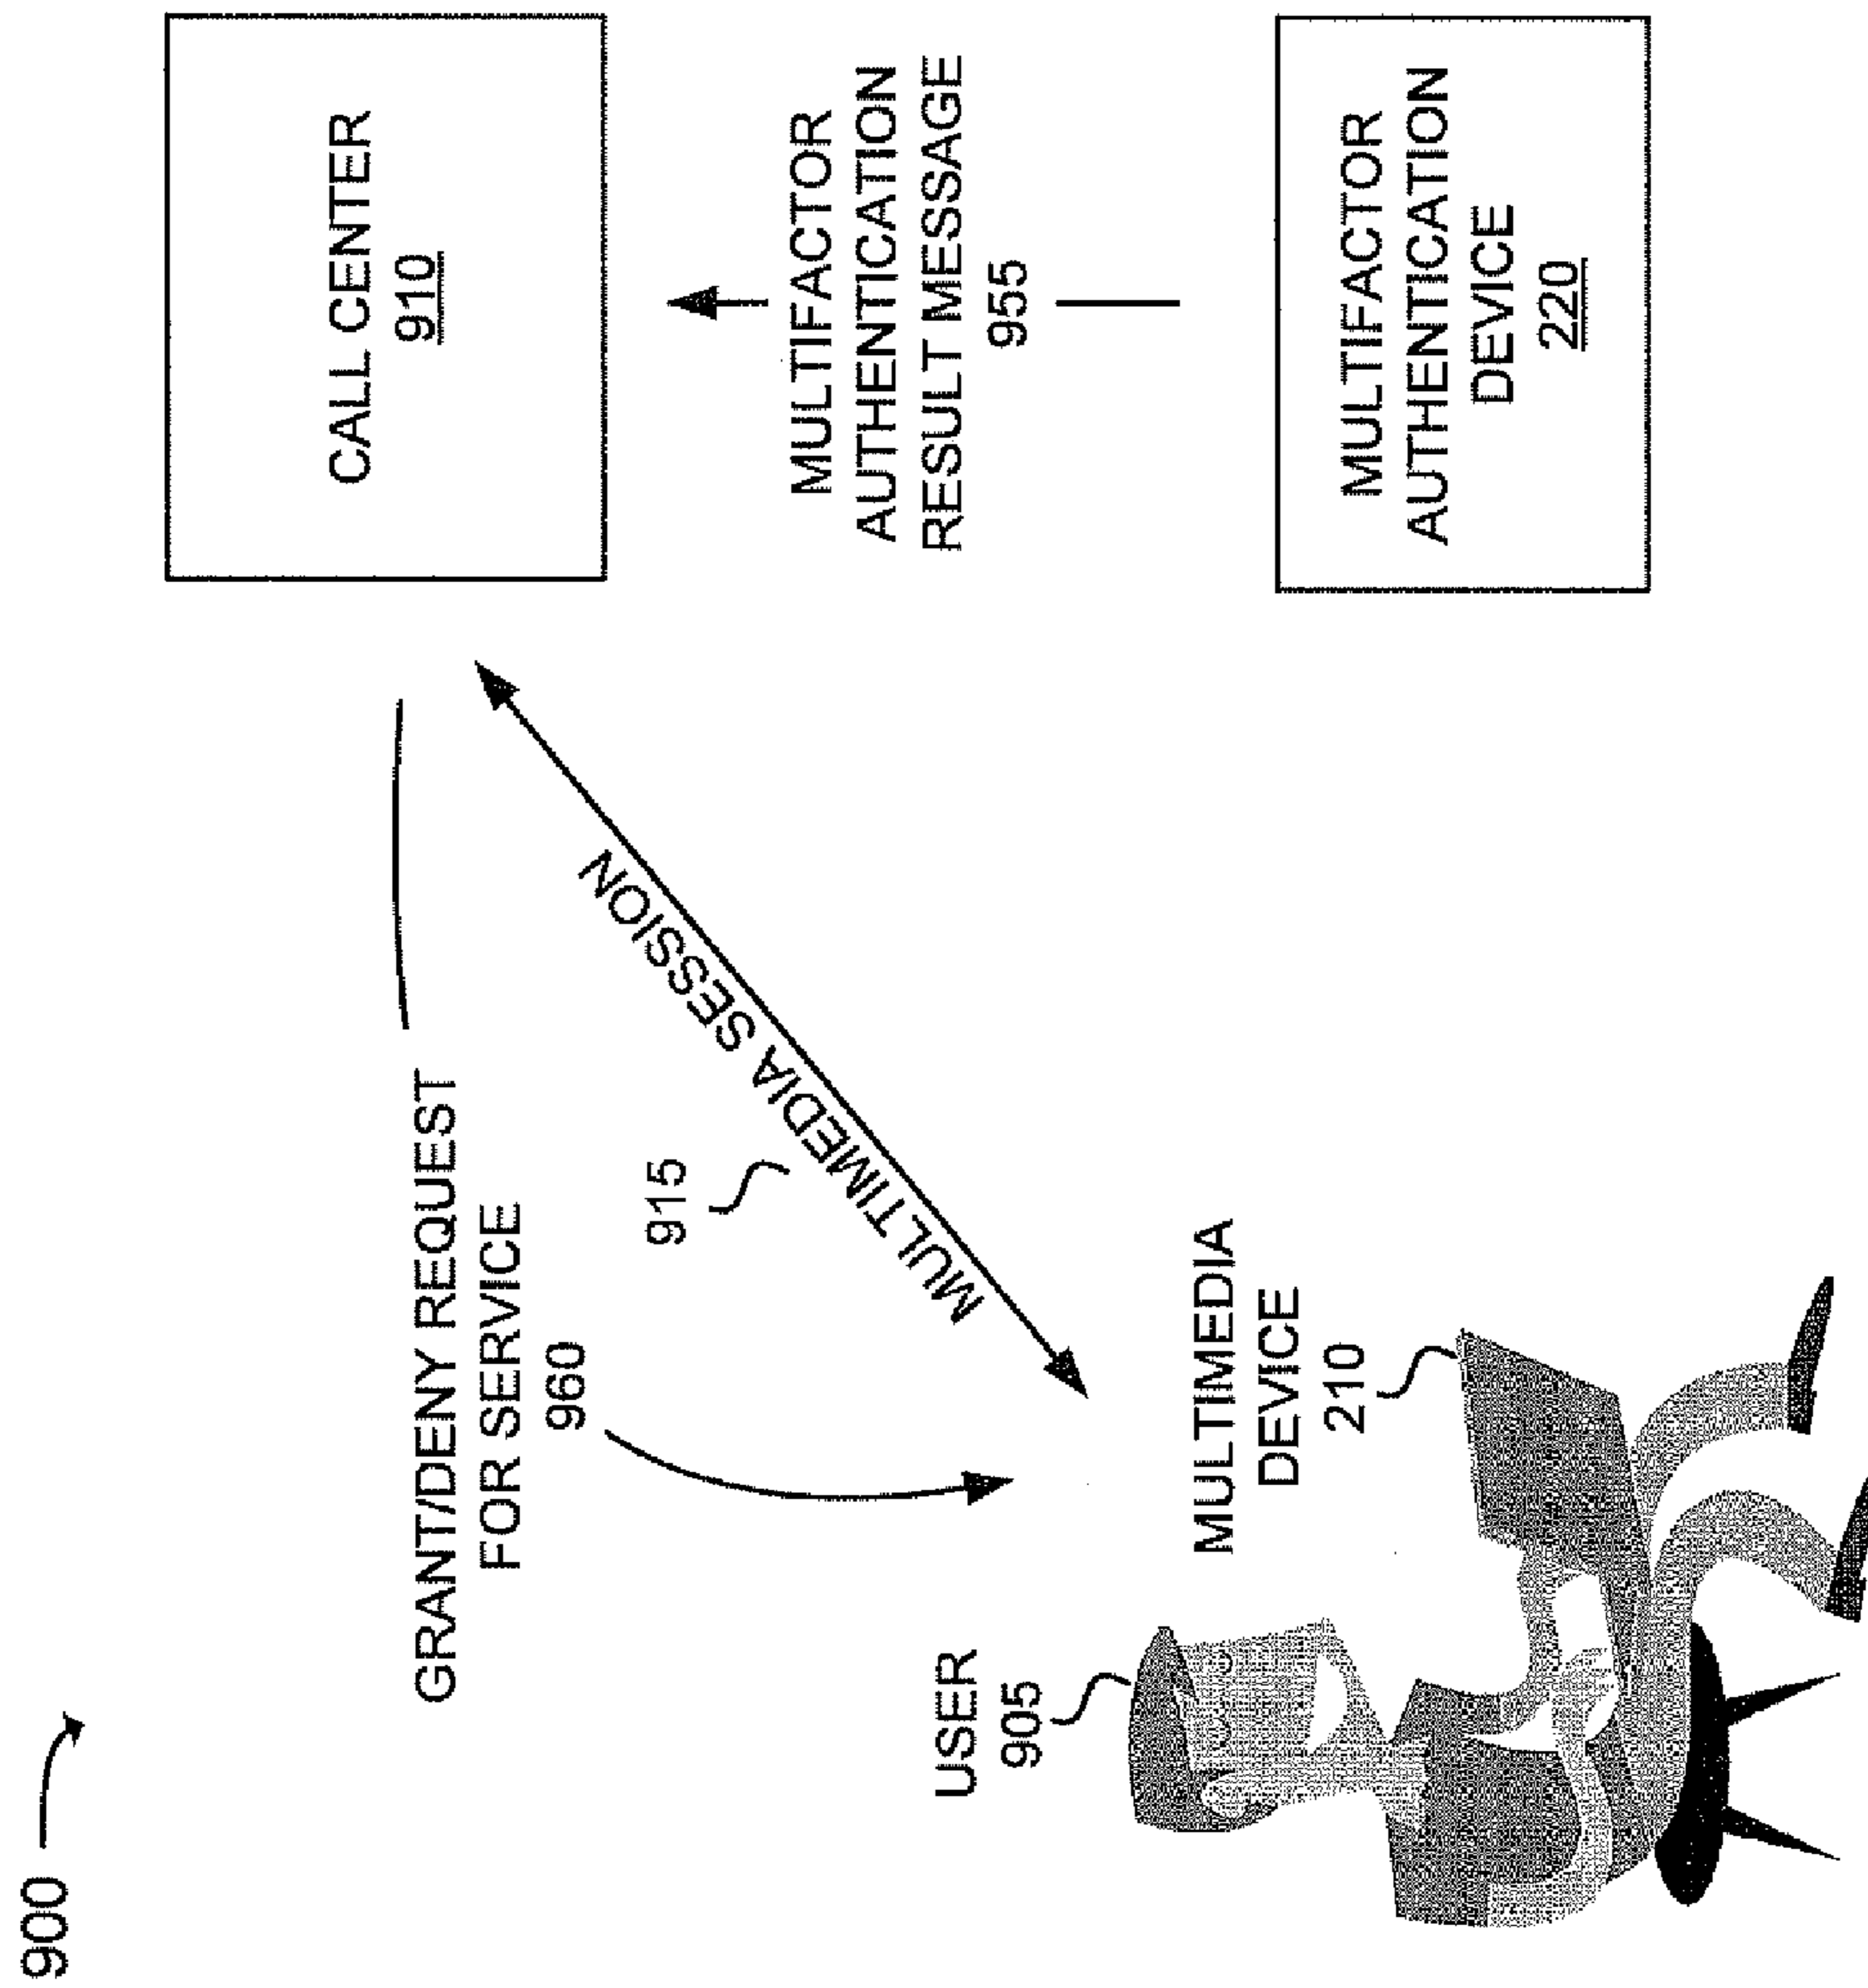 900
CALL CENTER
910
GRANT/DENY REQUEST
FOR SERVICE
960
915
MULTIMEDIA SESSION
MULTIFACTOR
AUTHENTICATION
RESULT MESSAGE
955
USER
905
MULTIMEDIA
DEVICE
210
MULTIFACTOR
AUTHENTICATION
DEVICE
220